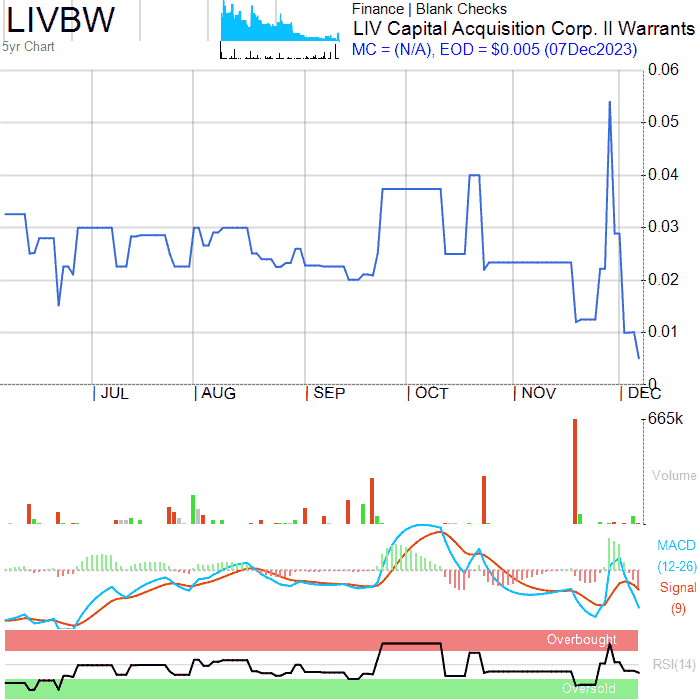 LIVBW
5yr Chart
Finance | Blank Checks
LIV Capital Acquisition Corp. II Warrants
MC = (N/A), EOD = $0.005 (07Dec2023)
0.06
0.05
0.04
0.03
0.02
0.01
0
JUL AUG SEP OCT NOV DEC
665k
Volume
MACD
(12-26)
Signal
(9)
Overbought
RSI(14)
Oversold